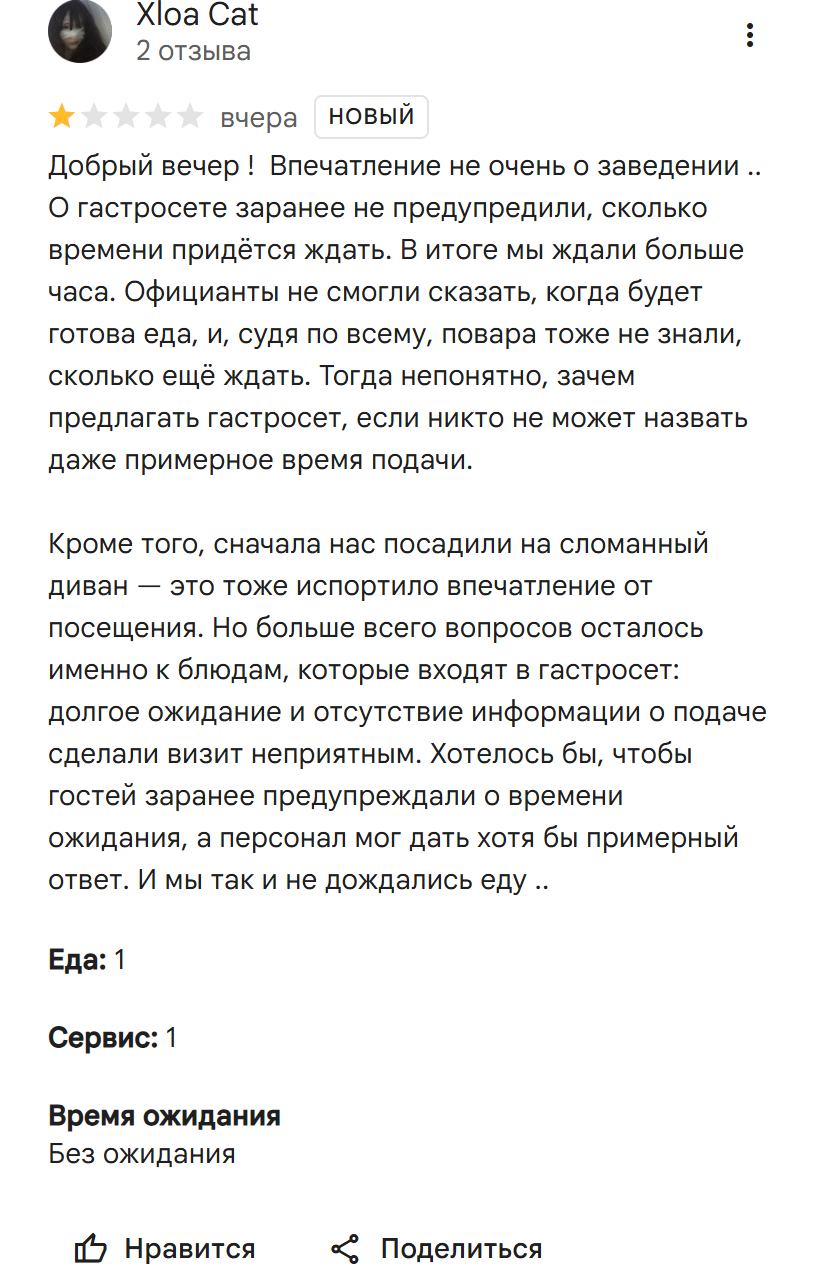 Xloa Cat
2 отзыва
вчера НОВЫЙ
Добрый вечер !  Впечатление не очень о заведении ..
О гастросете заранее не предупредили, сколько
времени придётся ждать. В итоге мы ждали больше
часа. Официанты не смогли сказать, когда будет
готова еда, и, судя по всему, повара тоже не знали,
сколько ещё ждать. Тогда непонятно, зачем
предлагать гастросет, если никто не может назвать
даже примерное время подачи.
Кроме того, сначала нас посадили на сломанный
диван — это тоже испортило впечатление от
посещения. Но больше всего вопросов осталось
именно к блюдам, которые входят в гастросет:
долгое ожидание и отсутствие информации о подаче
сделали визит неприятным. Хотелось бы, чтобы
гостей заранее предупреждали о времени
ожидания, а персонал мог дать хотя бы примерный
ответ. И мы так и не дождались еду ..
Еда: 1
Сервис: 1
Время ожидания
Без ожидания
Нравится Поделиться